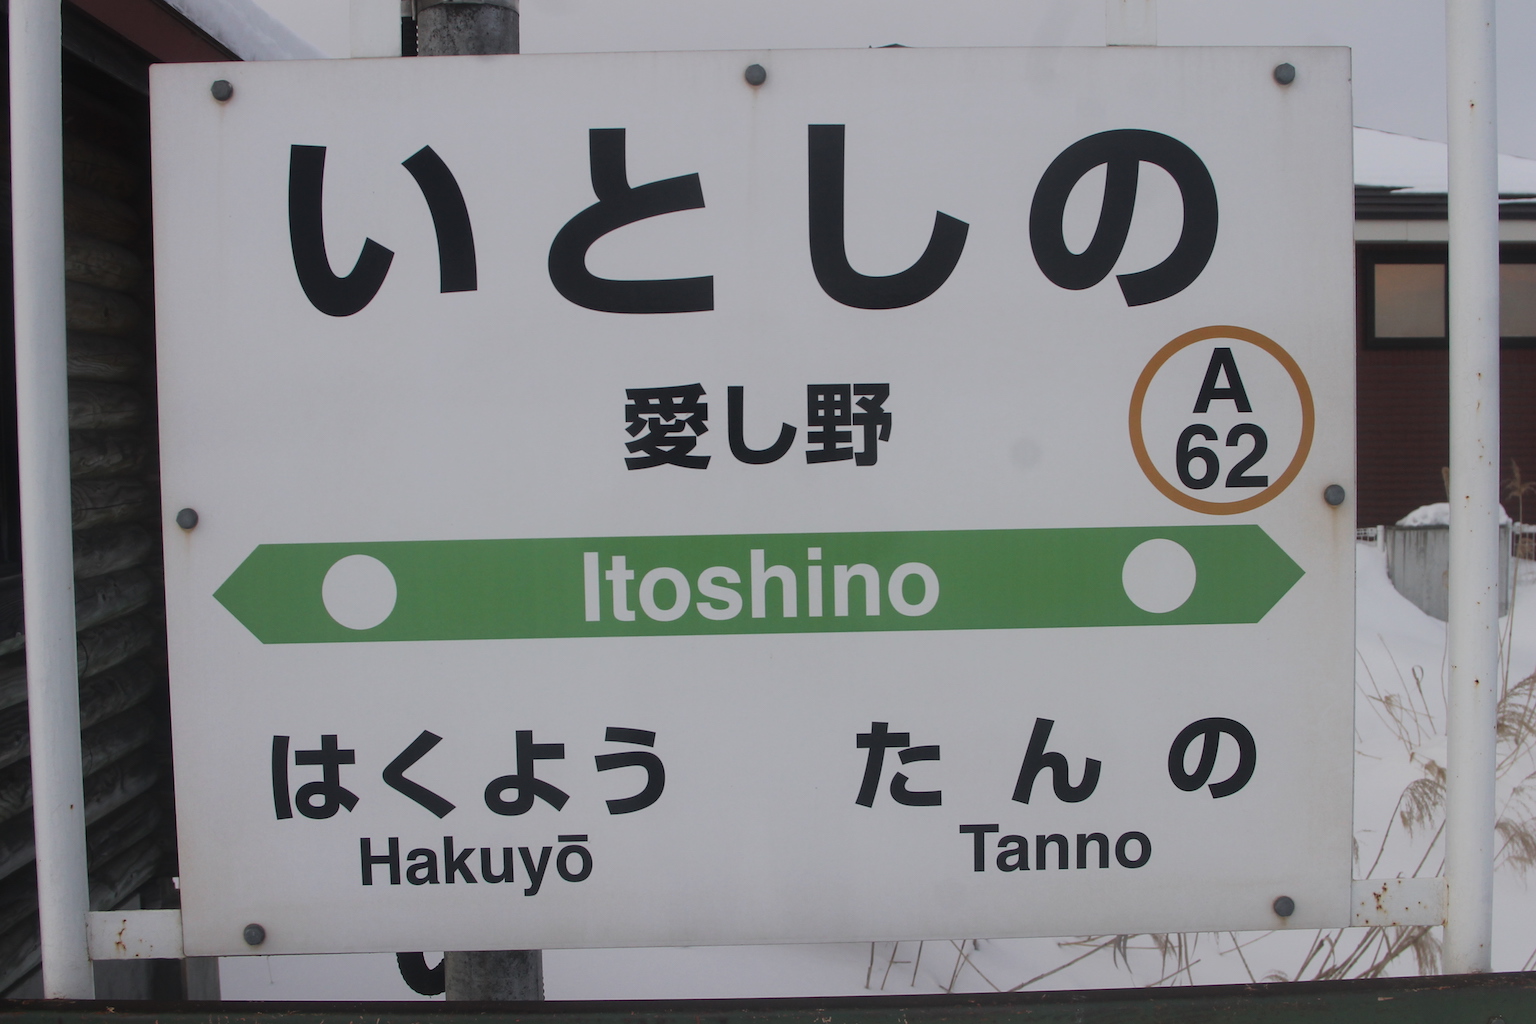 いとしの
愛し野
A
62
Itoshino
はくよう たんの
Hakuyō Tanno